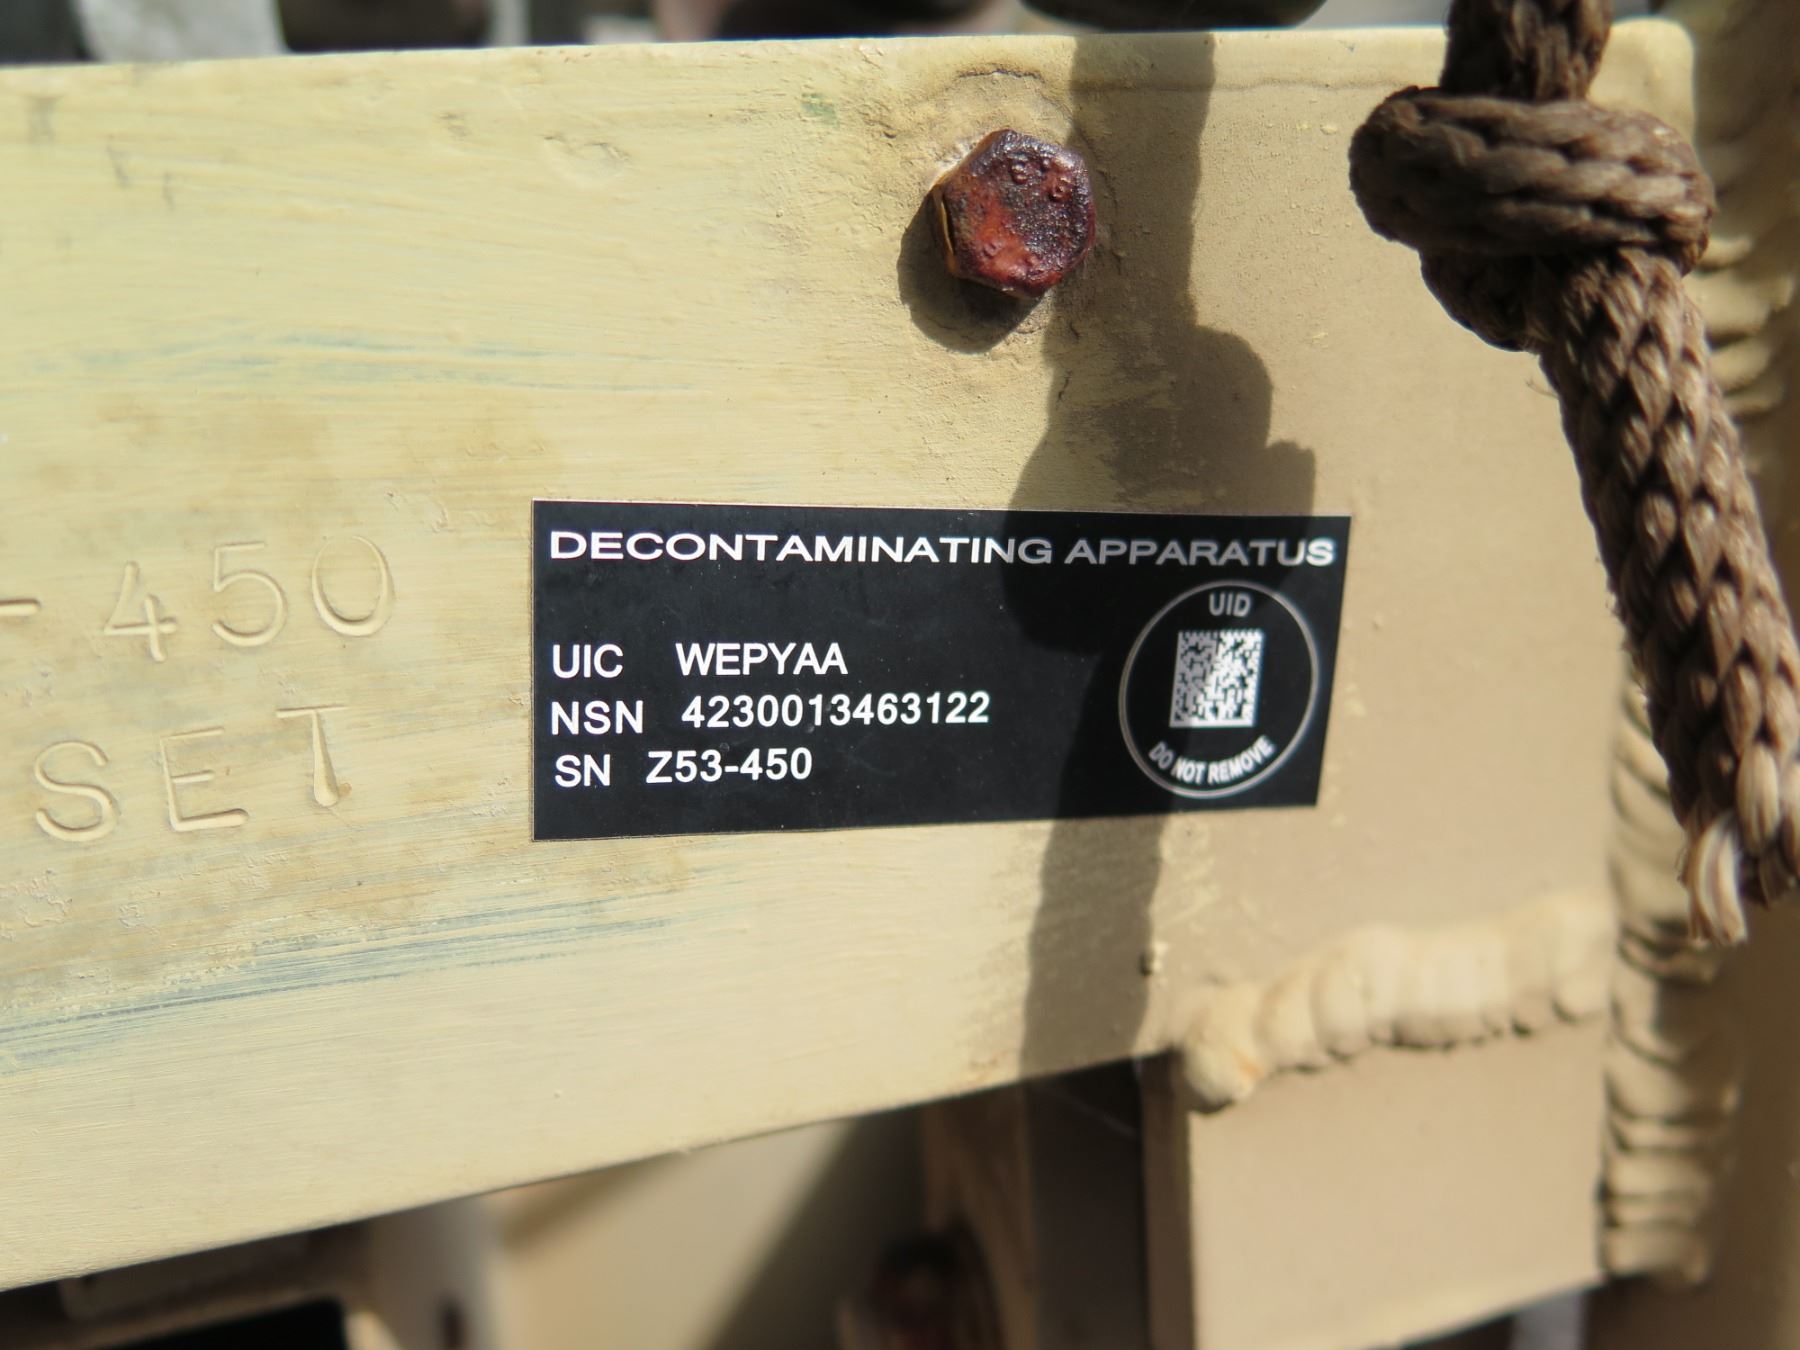 - 450
SET
DECONTAMINATING APPARATUS
UIC WEPYAA
NSN 4230013463122
SN Z53-450
UID
DO NOT REMOVE